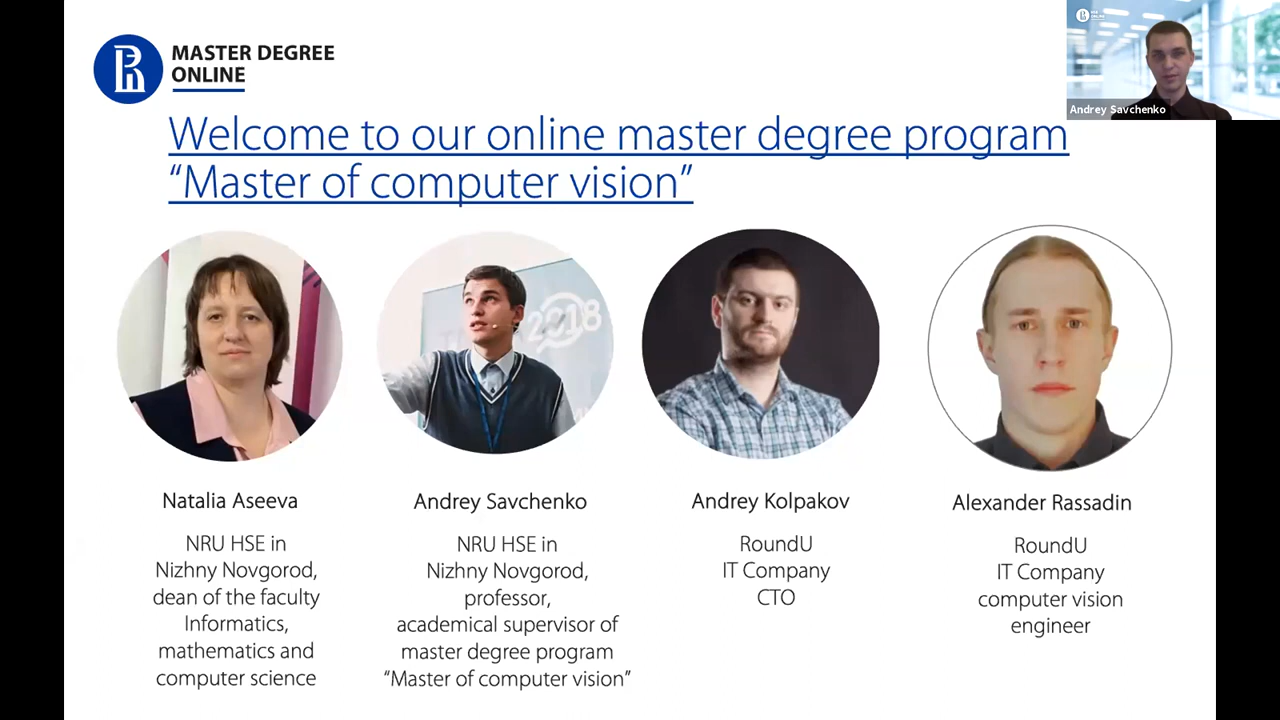 MASTER DEGREE
ONLINE
Andrey Savchenko
Welcome to our online master degree program
“Master of computer vision”
2018
Natalia Aseeva
NRU HSE in
Nizhny Novgorod,
dean of the faculty
Informatics,
mathematics and
computer science
Andrey Savchenko
NRU HSE in
Nizhny Novgorod,
professor,
academical supervisor of
master degree program
“Master of computer vision”
Andrey Kolpakov
RoundU
IT Company
CTO
Alexander Rassadin
RoundU
IT Company
computer vision
engineer